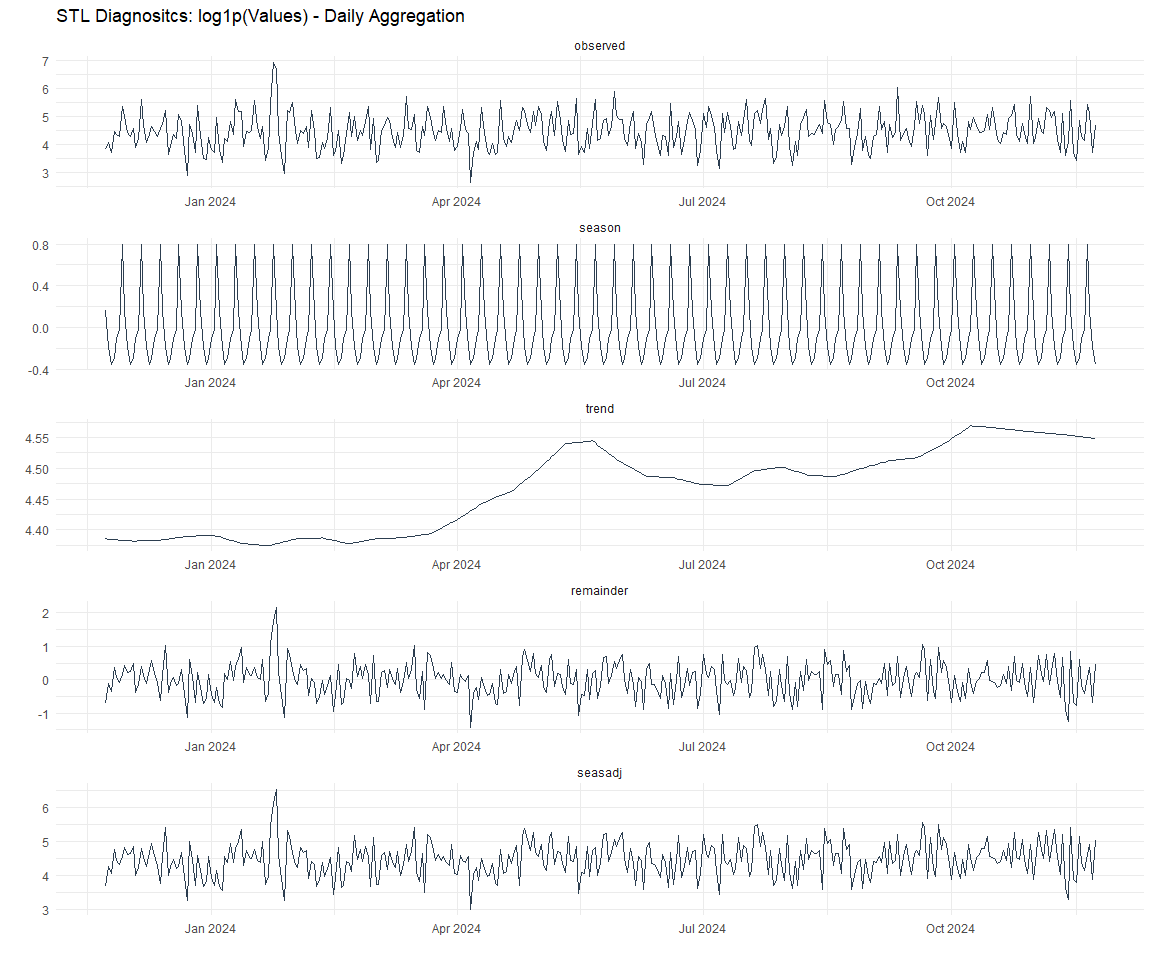 STL Diagnositcs: log1p(Values) - Daily Aggregation
observed
7
6
5
4
3
Jan 2024 Apr 2024 Jul 2024 Oct 2024
season
0.8
0.4
0.0
-0.4
Jan 2024 Apr 2024 Jul 2024 Oct 2024
trend
4.55
4.50
4.45
4.40
Jan 2024 Apr 2024 Jul 2024 Oct 2024
remainder
2
1
0
-1
Jan 2024 Apr 2024 Jul 2024 Oct 2024
seasadj
6
5
4
3
Jan 2024 Apr 2024 Jul 2024 Oct 2024